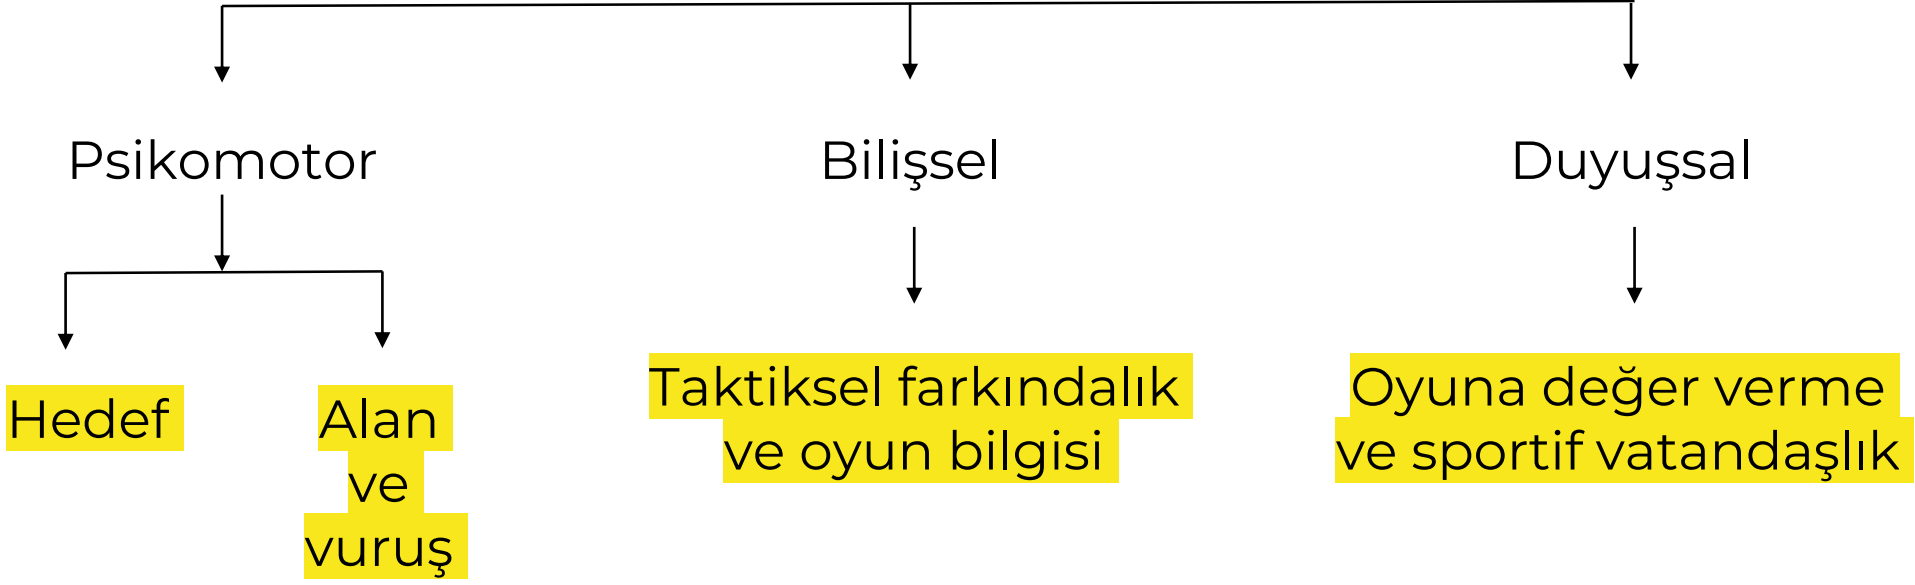 Psikomotor
Bilişsel
Duyuşsal
Hedef
Alan
ve
vuruş
Taktiksel farkındalık
ve oyun bilgisi
Oyuna değer verme
ve sportif vatandaşlık